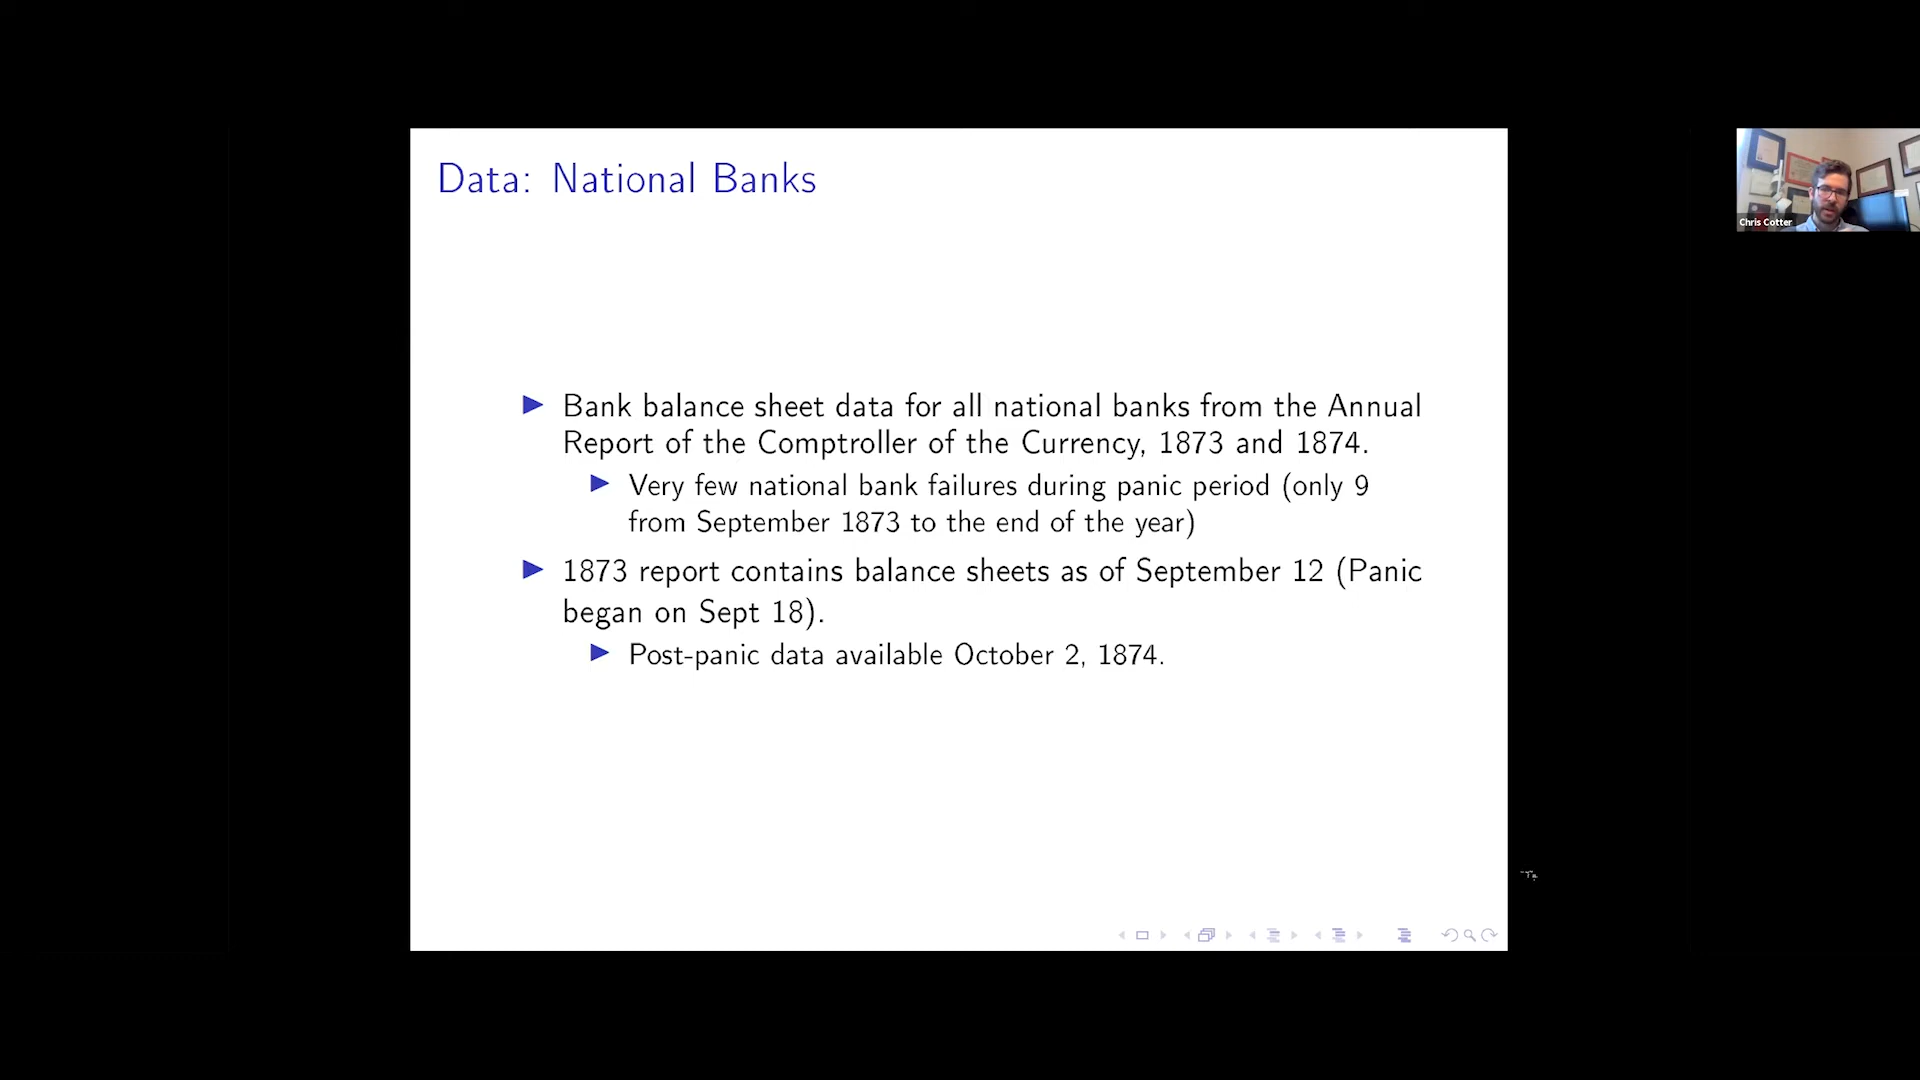 Data: National Banks
Chris Cotter
Bank balance sheet data for all national banks from the Annual
Report of the Comptroller of the Currency, 1873 and 1874.
Very few national bank failures during panic period (only 9
from September 1873 to the end of the year)
1873 report contains balance sheets as of September 12 (Panic
began on Sept 18).
Post-panic data available October 2, 1874.